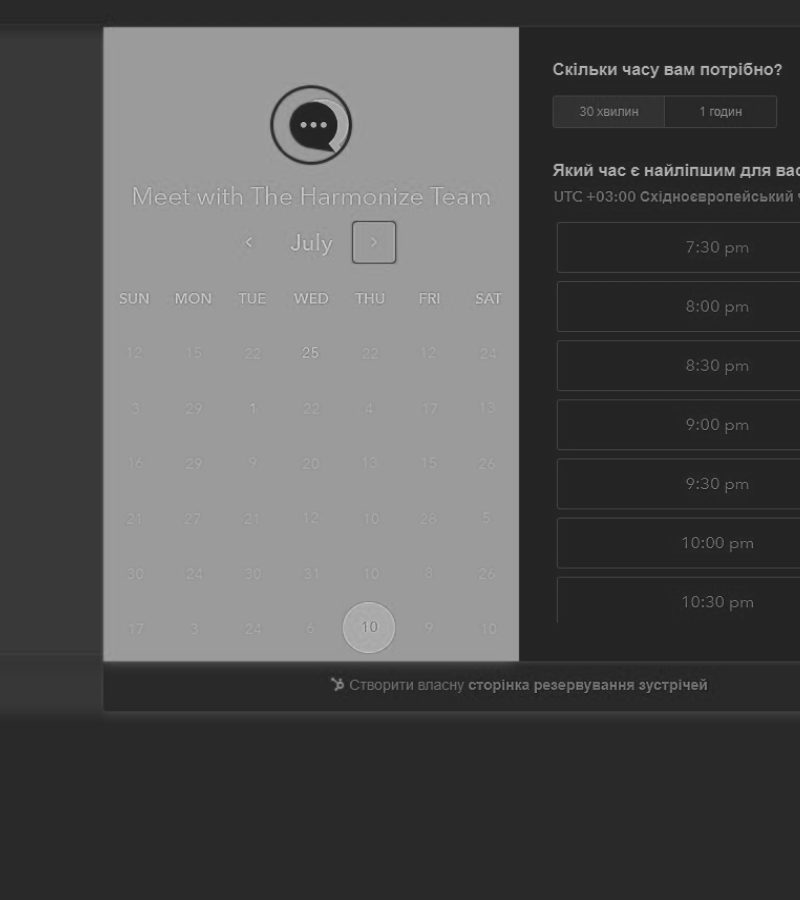 Meet with The Harmonize Team
July
SUN MON TUE WED THU FRI SAT
12 15 22 25 22 12 24
3 29 1 22 4 17 13
16 29 9 20 13 15 26
21 27 21 12 10 28 5
30 24 30 31 10 8 26
17 3 24 6 10 9 10
Скільки часу вам потрібно?
30 хвилин 1 годин
Який час є найліпшим для вас
UTC +03:00 Східноєвропейський
7:30 pm
8:00 pm
8:30 pm
9:00 pm
9:30 pm
10:00 pm
10:30 pm
Створити власну сторінка резервування зустрічей